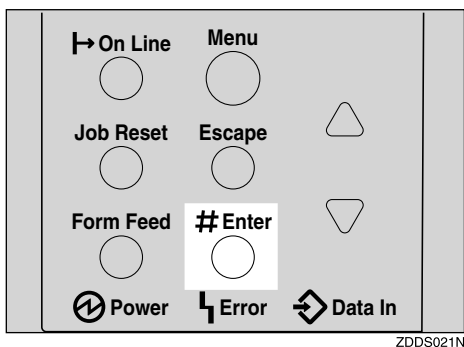 On Line Menu
Job Reset Escape
Form Feed # Enter
Power Error Data In
ZDDS021N